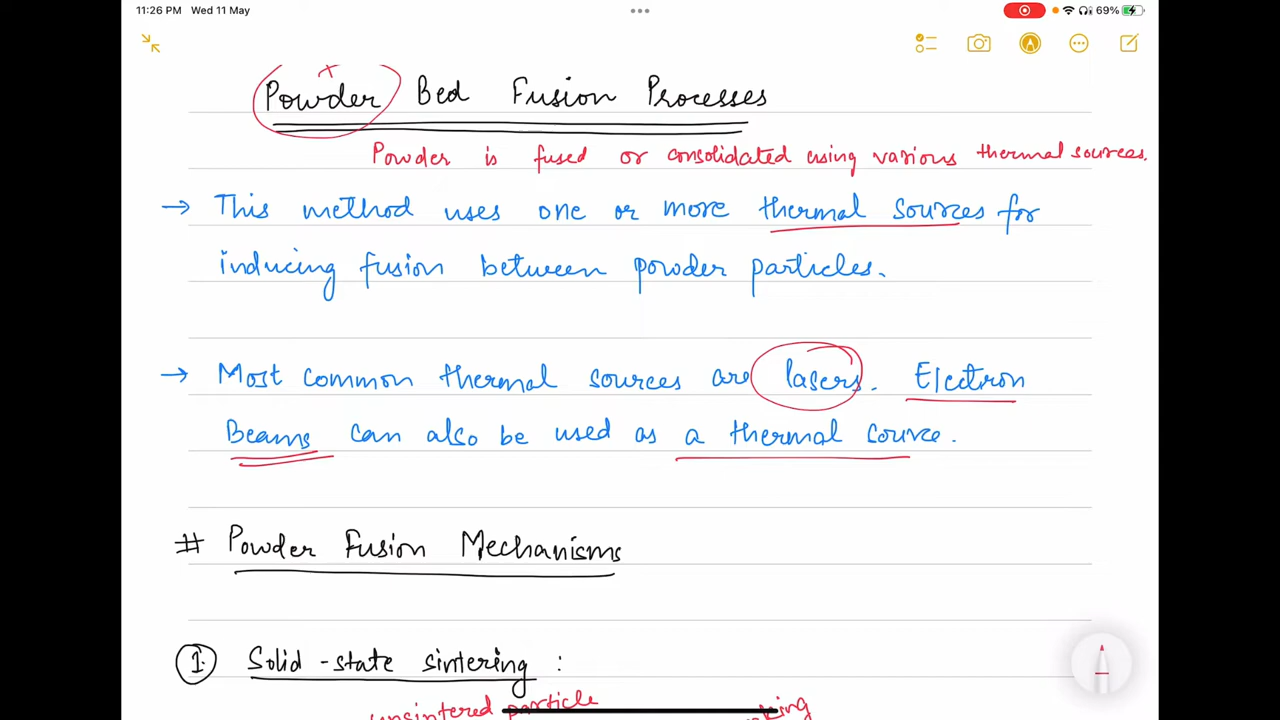 11:26 PM Wed 11 May
69%
Powder Bed Fusion Processes
Powder is fused or consolidated using various thermal sources.
→ This method uses one or more thermal sources for
inducing fusion between powder particles.
→ Most common thermal sources are lasers. Electron
Beams can also be used as a thermal source.
# Powder Fusion Mechanisms
1. Solid-state sintering :
unsintered particle